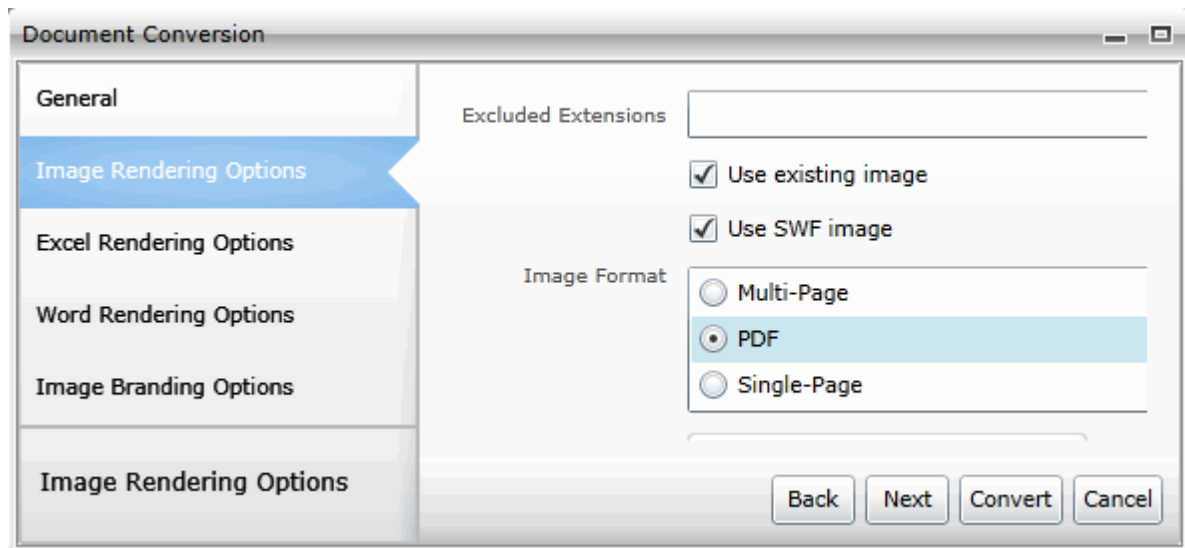 Document Conversion
General
Image Rendering Options
Excel Rendering Options
Word Rendering Options
Image Branding Options
Image Rendering Options
Excluded Extensions
Use existing image
Use SWF image
Image Format
Multi-Page
PDF
Single-Page
Back Next Convert Cancel